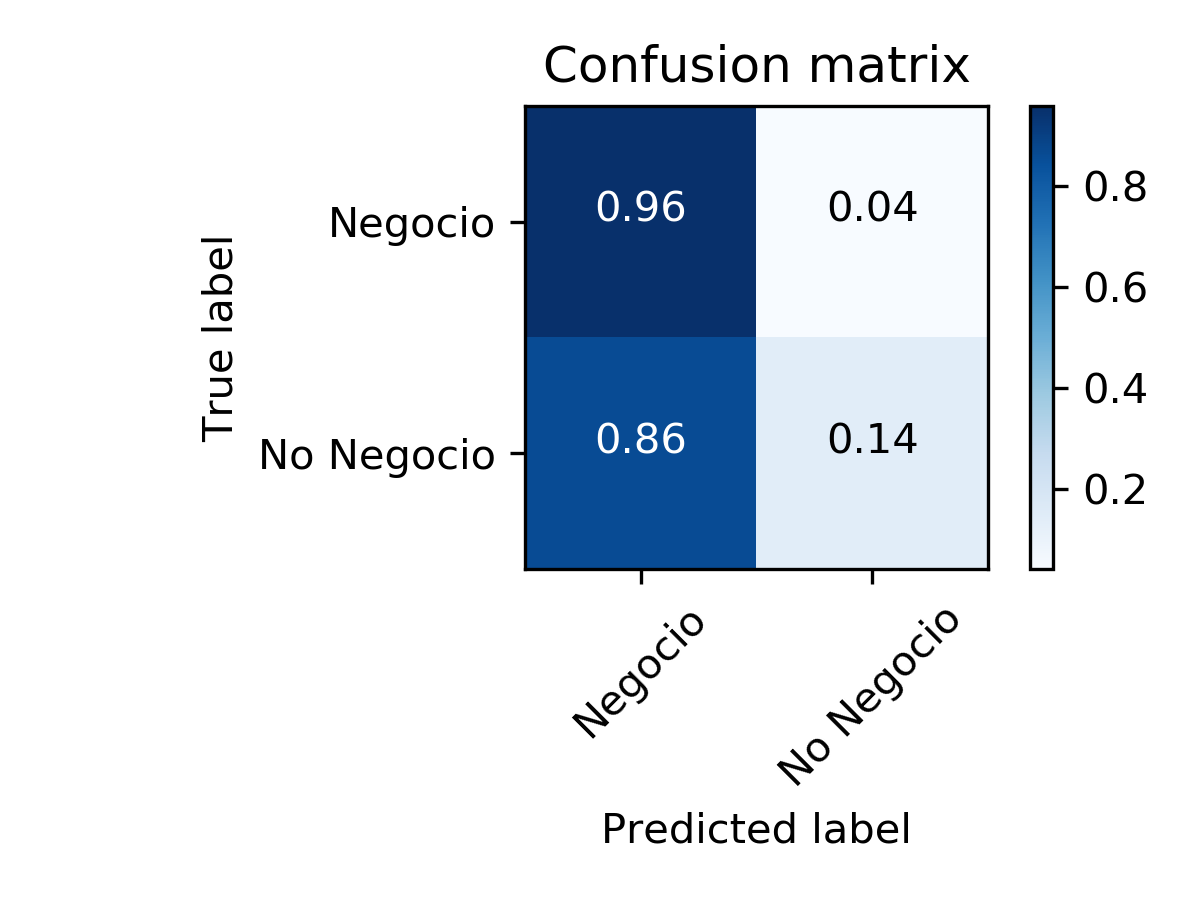 Confusion matrix
True label
Negocio
0.96
0.04
No Negocio
0.86
0.14
0.8
0.6
0.4
0.2
Negocio
No Negocio
Predicted label